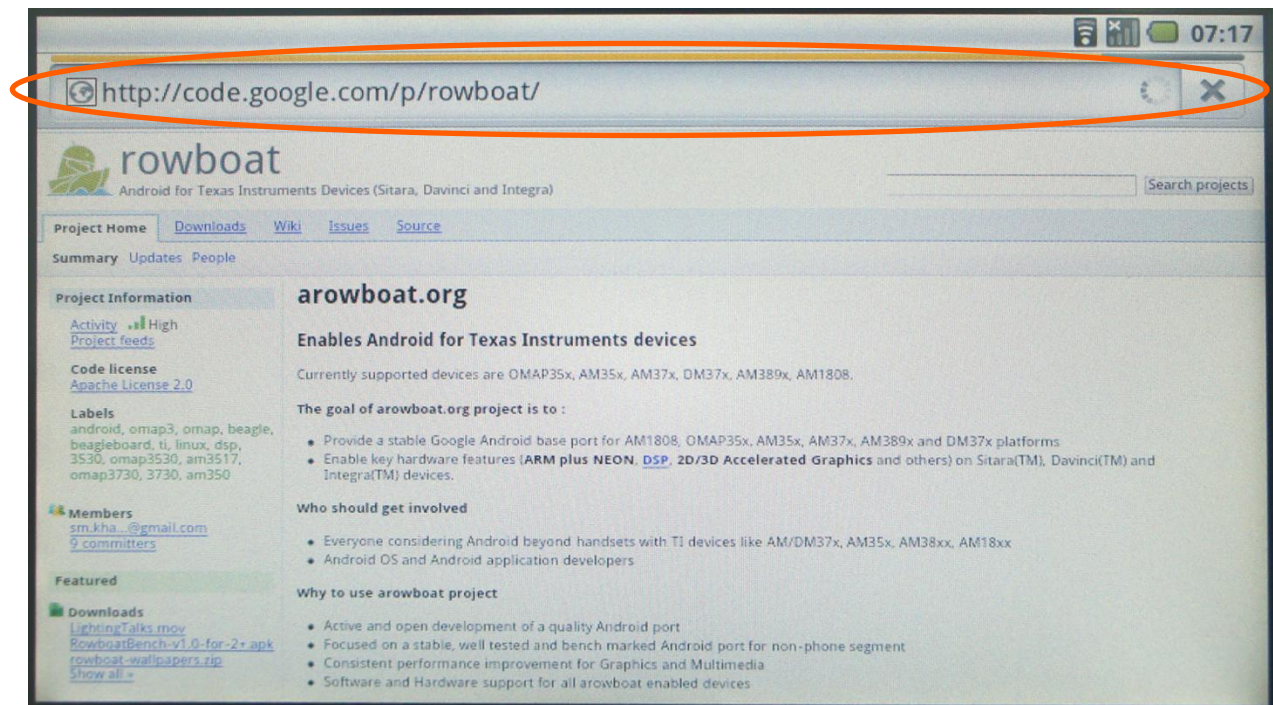 07:17
http://code.google.com/p/rowboat/
rowboat
Android for Texas Instruments Devices (Sitara, Davinci and Integra)
Search projects
Project Home Downloads Wiki Issues Source
Summary Updates People
Project Information
Activity High
Project feeds
Code license
Apache License 2.0
Labels
android, omap3, omap, beagle,
beagleboard, ti, linux, dsp,
3530, omap3530, am3517,
omap3730, 3730, am350
Members
sm.kha...@gmail.com
9 committers
Featured
Downloads
LightingTalks.mov
RowboatBench-v1.0-for-2+.apk
rowboat-wallpapers.zip
Show all »
arowboat.org
Enables Android for Texas Instruments devices
Currently supported devices are OMAP35x, AM35x, AM37x, DM37x, AM389x, AM1808.
The goal of arowboat.org project is to :
• Provide a stable Google Android base port for AM1808, OMAP35x, AM35x, AM37x, AM389x and DM37x platforms
• Enable key hardware features (ARM plus NEON, DSP, 2D/3D Accelerated Graphics and others) on Sitara(TM), Davinci(TM) and
Integra(TM) devices.
Who should get involved
• Everyone considering Android beyond handsets with TI devices like AM/DM37x, AM35x, AM38xx, AM18xx
• Android OS and Android application developers
Why to use arowboat project
• Active and open development of a quality Android port
• Focused on a stable, well tested and bench marked Android port for non-phone segment
• Consistent performance improvement for Graphics and Multimedia
• Software and Hardware support for all arowboat enabled devices